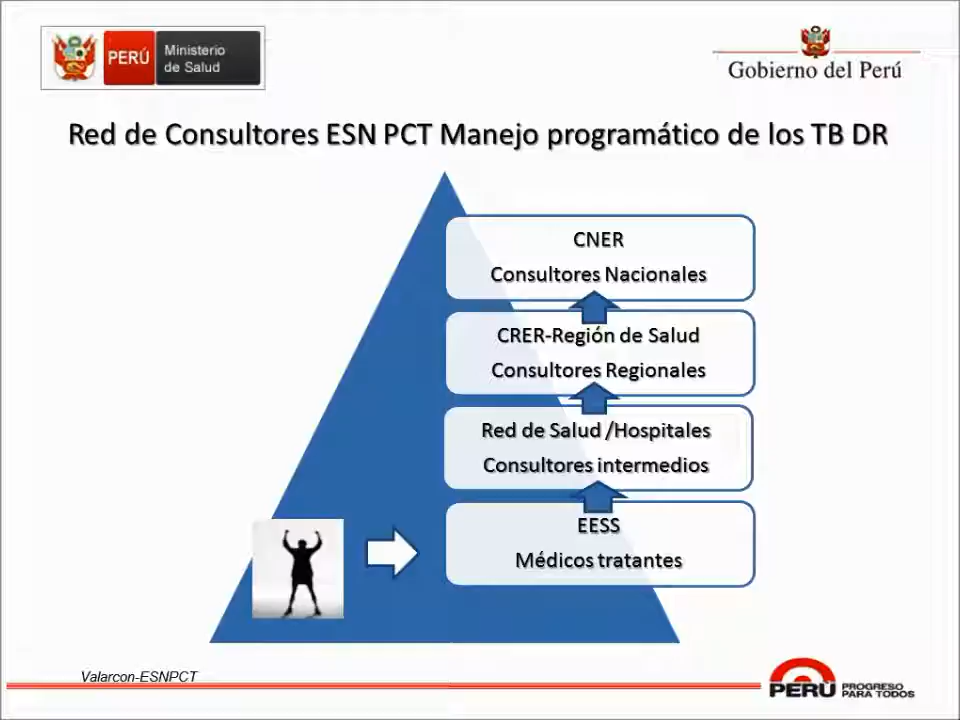 PERÚ
Ministerio
de Salud
Gobierno del Perú
Red de Consultores ESN PCT Manejo programático de los TB DR
CNER
Consultores Nacionales
CRER-Región de Salud
Consultores Regionales
Red de Salud /Hospitales
Consultores intermedios
EESS
Médicos tratantes
Valarcon-ESNPCT
PERÚ
PROGRESO
PARA TODOS